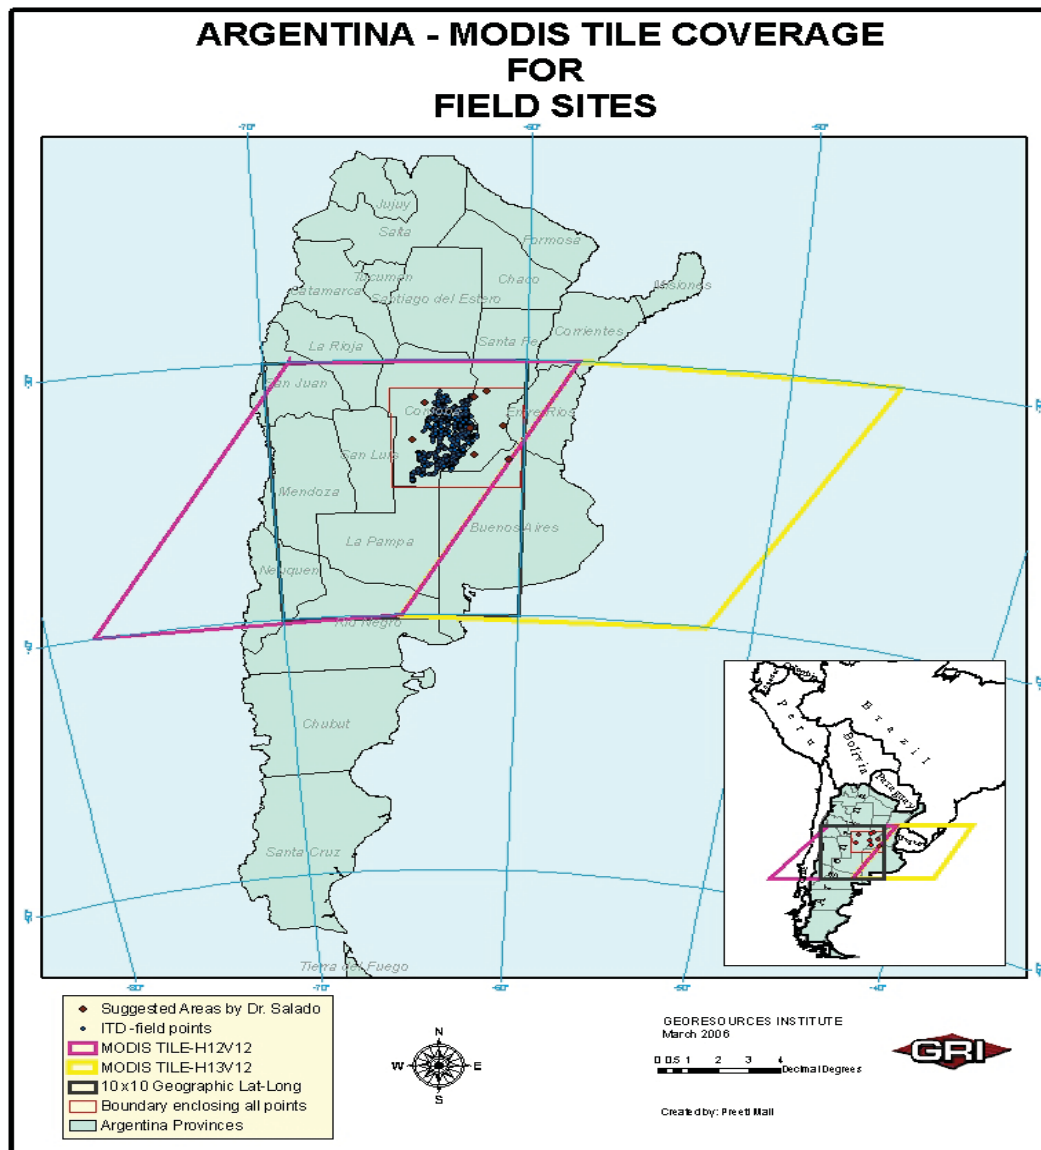 ARGENTINA - MODIS TILE COVERAGE
FOR
FIELD SITES
-70°
-60°
-50°
Jujuy
Salta
Formosa
Tucuman
Chaco
Catamarca
Santiago del Estero
Misiones
Corrientes
La Rioja
Santa Fe
San Juan
Cordoba
Entre Rios
San Luis
Mendoza
Buenos Aires
La Pampa
Neuquen
Rio Negro
Chubut
Santa Cruz
Tierra del Fuego
Colombia
Peru
Brazil
Bolivia
Paraguay
-80°
-70°
-60°
-50°
-40°
Suggested Areas by Dr. Salado
ITD-field points
MODIS TILE-H12V12
MODIS TILE-H13V12
10x10 Geographic Lat-Long
Boundary enclosing all points
Argentina Provinces
N
W E
S
GEORESOURCES INSTITUTE
March 2006
0 0.5 1 2 3 4
Decimal Degrees
Created by: Preeti Mali
GRI